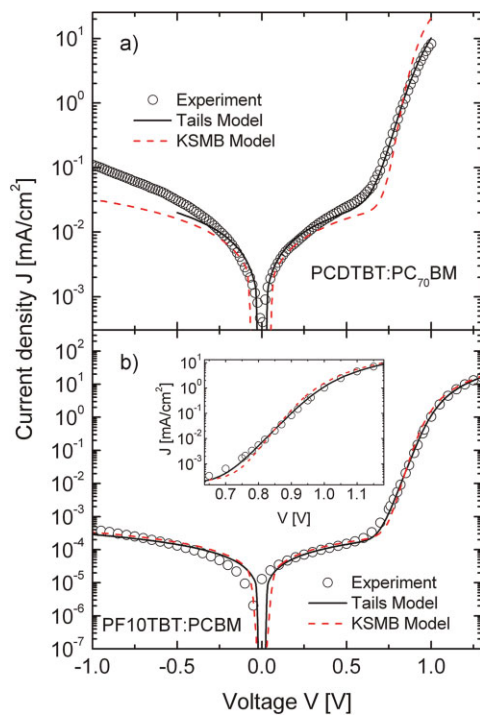 a)
10¹
10⁰
10⁻¹
10⁻²
10⁻³
Experiment
Tails Model
KSMB Model
PCDTBT:PC₇₀BM
Current density J [mA/cm²]
b)
10²
10¹
10⁰
10⁻¹
10⁻²
10⁻³
10⁻⁴
10⁻⁵
10⁻⁶
10⁻⁷
J [mA/cm²]
10¹
10⁰
10⁻¹
10⁻²
10⁻³
0.7 0.8 0.9 1.0 1.1
V [V]
Experiment
Tails Model
KSMB Model
PF10TBT:PCBM
-1.0 -0.5 0.0 0.5 1.0
Voltage V [V]